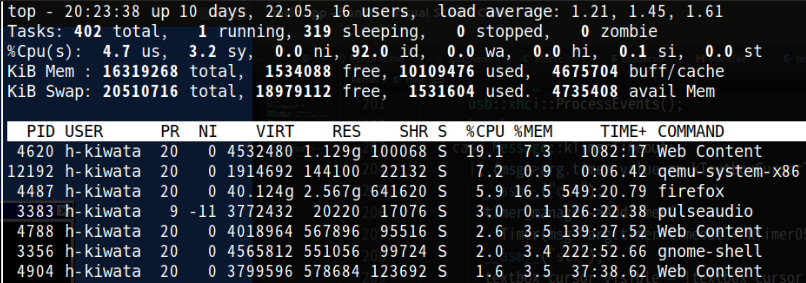 top - 20:23:38 up 10 days, 22:05, 16 users,  load average: 1.21, 1.45, 1.61
Tasks: 402 total,   1 running, 319 sleeping,   0 stopped,   0 zombie
%Cpu(s):  4.7 us,  3.2 sy,  0.0 ni, 92.0 id,  0.0 wa,  0.0 hi,  0.1 si,  0.0 st
KiB Mem : 16319268 total,  1534088 free, 10109476 used,  4675704 buff/cache
KiB Swap: 20510716 total, 18979112 free,  1531604 used.  4735408 avail Mem
usb::xhci::ProcessEvents();
PID USER      PR  NI    VIRT    RES    SHR S  %CPU %MEM     TIME+ COMMAND
4620 h-kiwata  20   0 4532480 1.129g 100068 S  19.1  7.3   1082:17 Web Content
12192 h-kiwata  20   0 1914692 144100  22132 S   7.2  0.9   0:06.42 qemu-system-x86
4487 h-kiwata  20   0 40.124g 2.567g 641620 S   5.9 16.5 549:20.79 firefox
3383 h-kiwata   9 -11 3772432  20220  17076 S   3.0  0.1 126:22.38 pulseaudio
4788 h-kiwata  20   0 4018964 567896  95516 S   2.6  3.5 139:27.52 Web Content
3356 h-kiwata  20   0 4565812 551056  99724 S   2.0  3.4 222:52.66 gnome-shell
4904 h-kiwata  20   0 3799596 578684 123692 S   1.6  3.5  37:38.62 Web Content